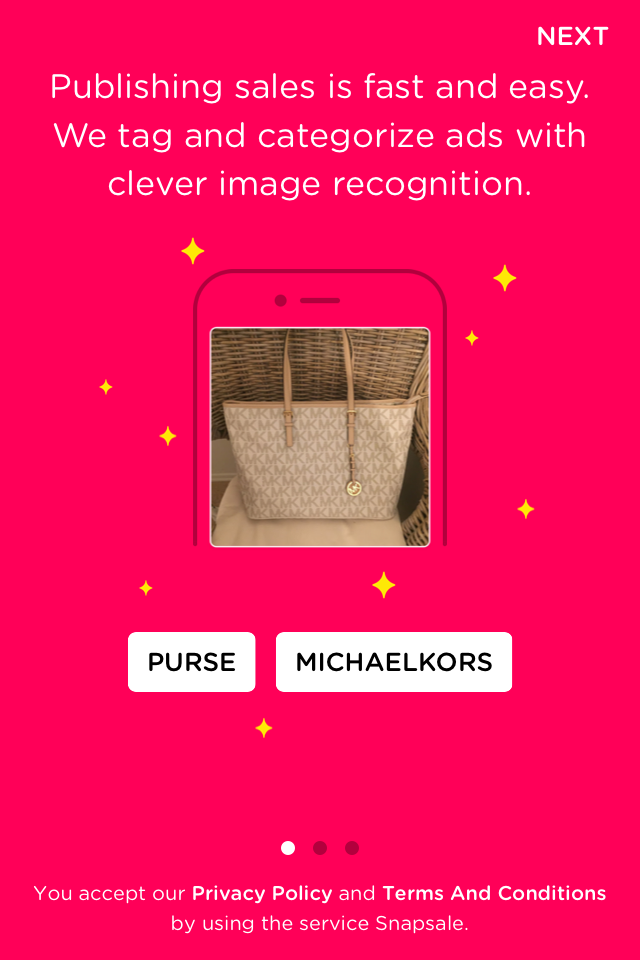 NEXT
Publishing sales is fast and easy.
We tag and categorize ads with
clever image recognition.
PURSE
MICHAELKORS
You accept our Privacy Policy and Terms And Conditions
by using the service Snapsale.